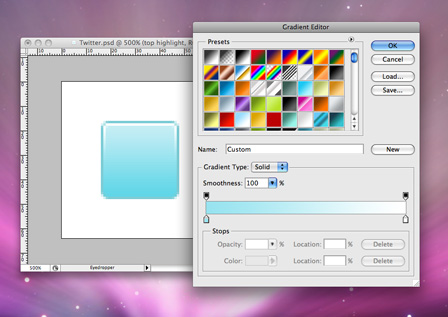 Gradient Editor
Twitter.psd @ 500% (top highlight, R
Presets
OK
Cancel
Load...
Save...
Name: Custom
New
Gradient Type: Solid
Smoothness: 100 %
Stops
Opacity: % Location: % Delete
Color: Location: % Delete
500% Eyedropper